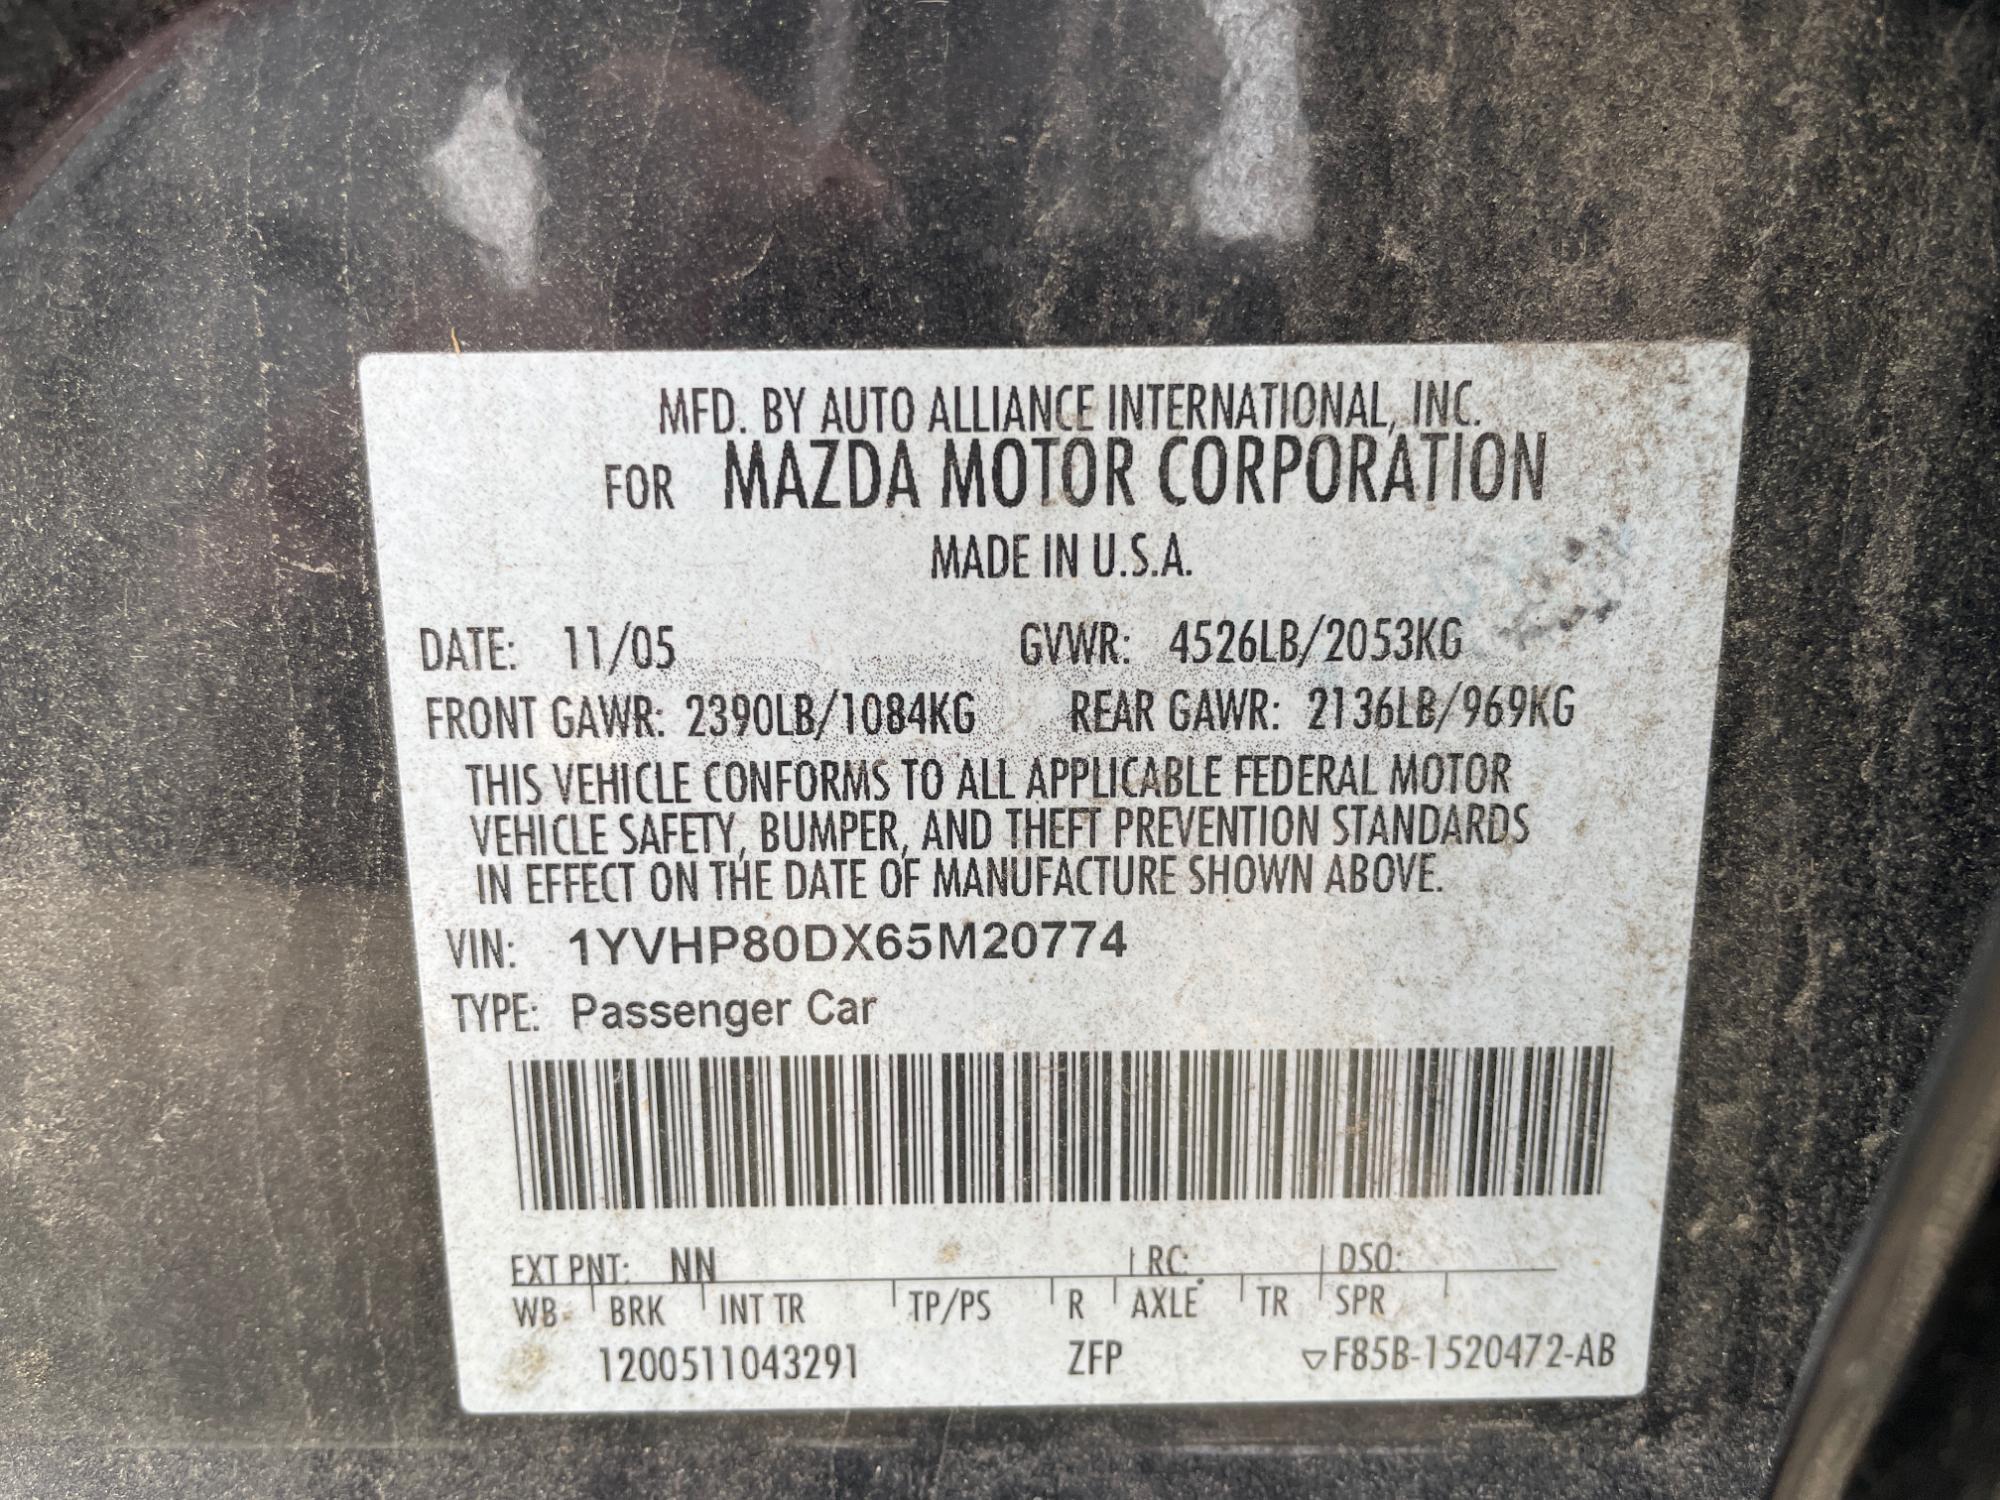 MFD. BY AUTO ALLIANCE INTERNATIONAL, INC.
FOR MAZDA MOTOR CORPORATION
MADE IN U.S.A.
DATE: 11/05 GVWR: 4526LB/2053KG
FRONT GAWR: 2390LB/1084KG REAR GAWR: 2136LB/969KG
THIS VEHICLE CONFORMS TO ALL APPLICABLE FEDERAL MOTOR
VEHICLE SAFETY, BUMPER, AND THEFT PREVENTION STANDARDS
IN EFFECT ON THE DATE OF MANUFACTURE SHOWN ABOVE.
VIN: 1YVHP80DX65M20774
TYPE: Passenger Car
EXT PNT: NN RC: DSO:
WB BRK INT TR TP/PS R AXLE TR SPR
1200511043291 ZFP ▽F85B-1520472-AB